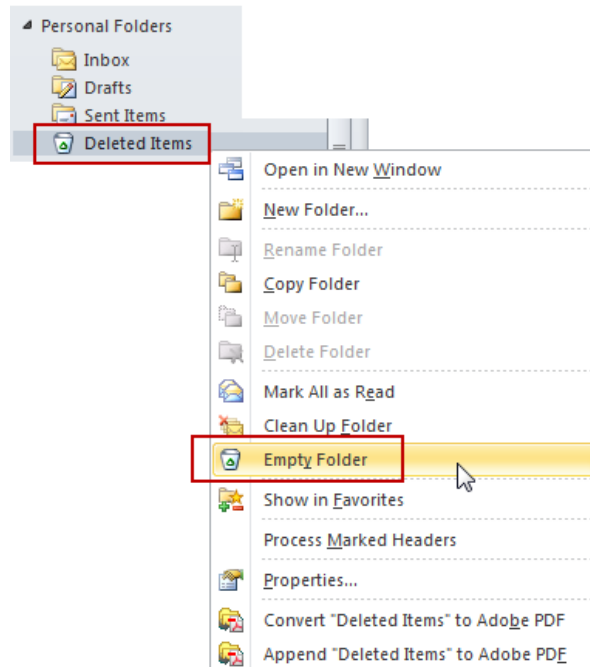 Personal Folders
Inbox
Drafts
Sent Items
Deleted Items
Open in New Window
New Folder...
Rename Folder
Copy Folder
Move Folder
Delete Folder
Mark All as Read
Clean Up Folder
Empty Folder
Show in Favorites
Process Marked Headers
Properties...
Convert "Deleted Items" to Adobe PDF
Append "Deleted Items" to Adobe PDF